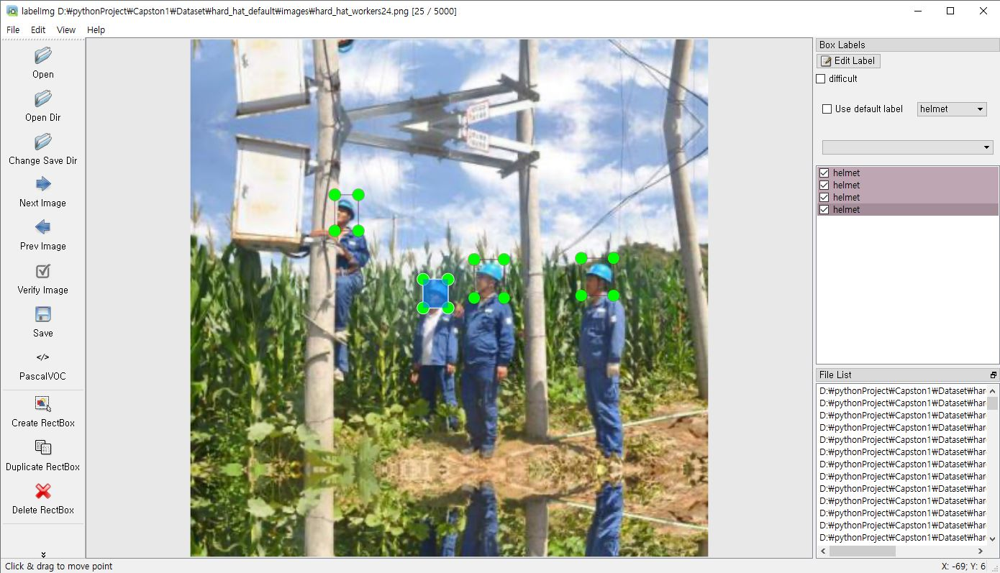 labelImg D:₩pythonProject₩Capston1₩Dataset₩hard_hat_default₩images₩hard_hat_workers24.png [25 / 5000]
File Edit View Help
Open
Open Dir
Change Save Dir
Next Image
Prev Image
Verify Image
Save
</>
PascalVOC
Create RectBox
Duplicate RectBox
Delete RectBox
Box Labels
Edit Label
difficult
Use default label helmet
helmet
helmet
helmet
helmet
File List
D:₩pythonProject₩Capston1₩Dataset₩har
D:₩pythonProject₩Capston1₩Dataset₩har
D:₩pythonProject₩Capston1₩Dataset₩har
D:₩pythonProject₩Capston1₩Dataset₩har
D:₩pythonProject₩Capston1₩Dataset₩har
D:₩pythonProject₩Capston1₩Dataset₩har
D:₩pythonProject₩Capston1₩Dataset₩har
D:₩pythonProject₩Capston1₩Dataset₩har
D:₩pythonProject₩Capston1₩Dataset₩har
D:₩pythonProject₩Capston1₩Dataset₩har
D:₩pythonProject₩Capston1₩Dataset₩har
D:₩pythonProject₩Capston1₩Dataset₩har
D:₩pythonProject₩Capston1₩Dataset₩har
Click & drag to move point
X: -69; Y: 6